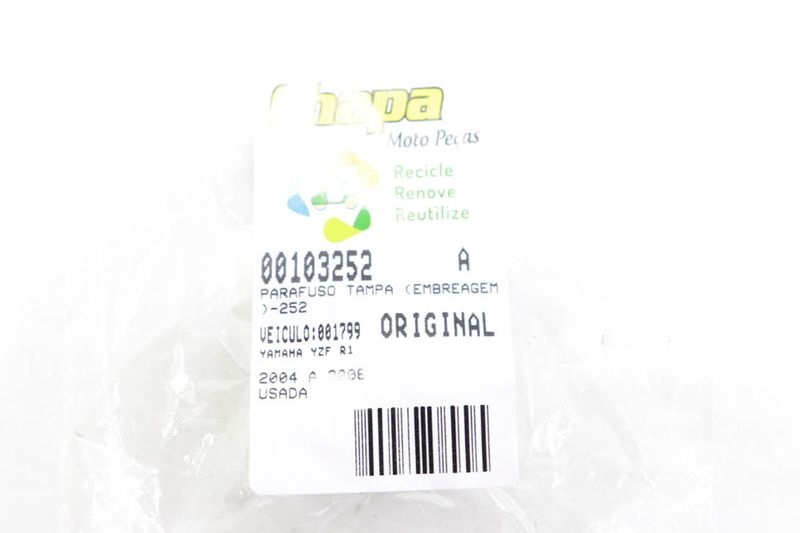 Chapa
Moto Peças
Recicle
Renove
Reutilize
00103252 A
PARAFUSO TAMPA (EMBREAGEM
)-252
VEICULO:001799 ORIGINAL
YAMAHA YZF R1
2004 A 2008
USADA